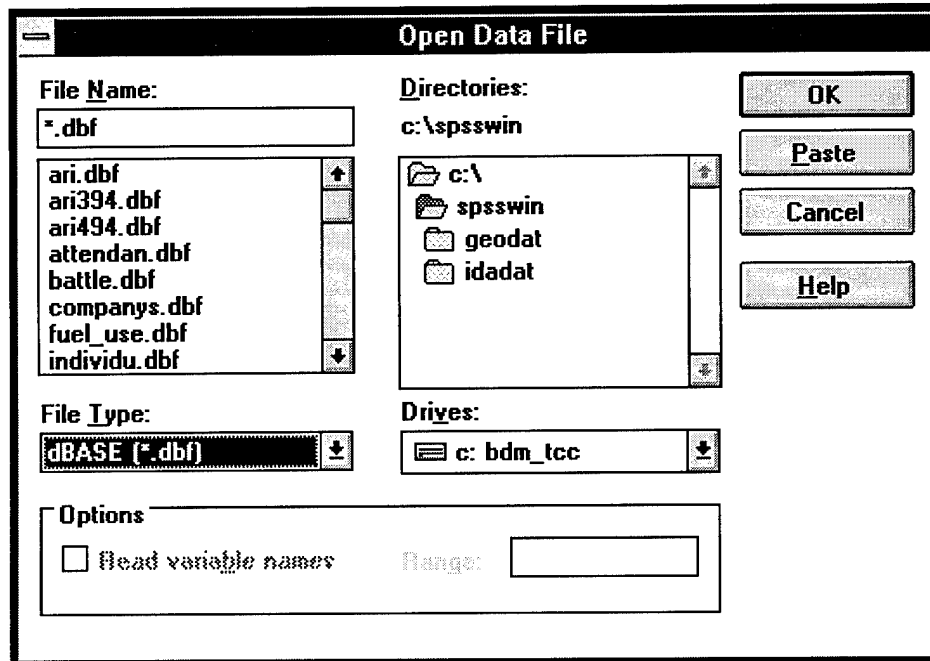 Open Data File
File Name:
*.dbf
ari.dbf
ari394.dbf
ari494.dbf
attendan.dbf
battle.dbf
companys.dbf
fuel_use.dbf
individu.dbf
Directories:
c:\spsswin
c:\
spsswin
geodat
idadat
OK
Paste
Cancel
Help
File Type:
dBASE (*.dbf)
Drives:
c: bdm_tcc
Options
Read variable names
Range: